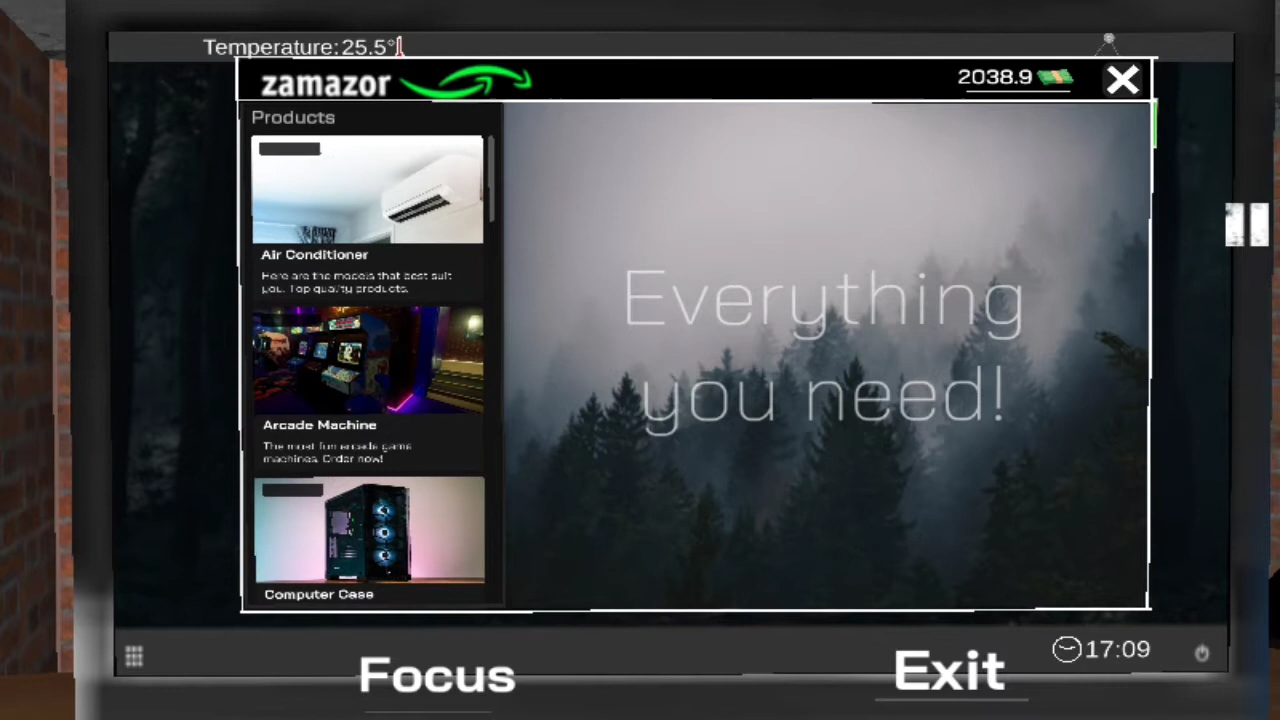 Temperature: 25.5°
zamazor
2038.9
Products
Air Conditioner
Here are the models that best suit
you. Top quality products.
Arcade Machine
The most fun arcade game
machines. Order now!
Computer Case
Everything
you need!
17:09
Focus
Exit